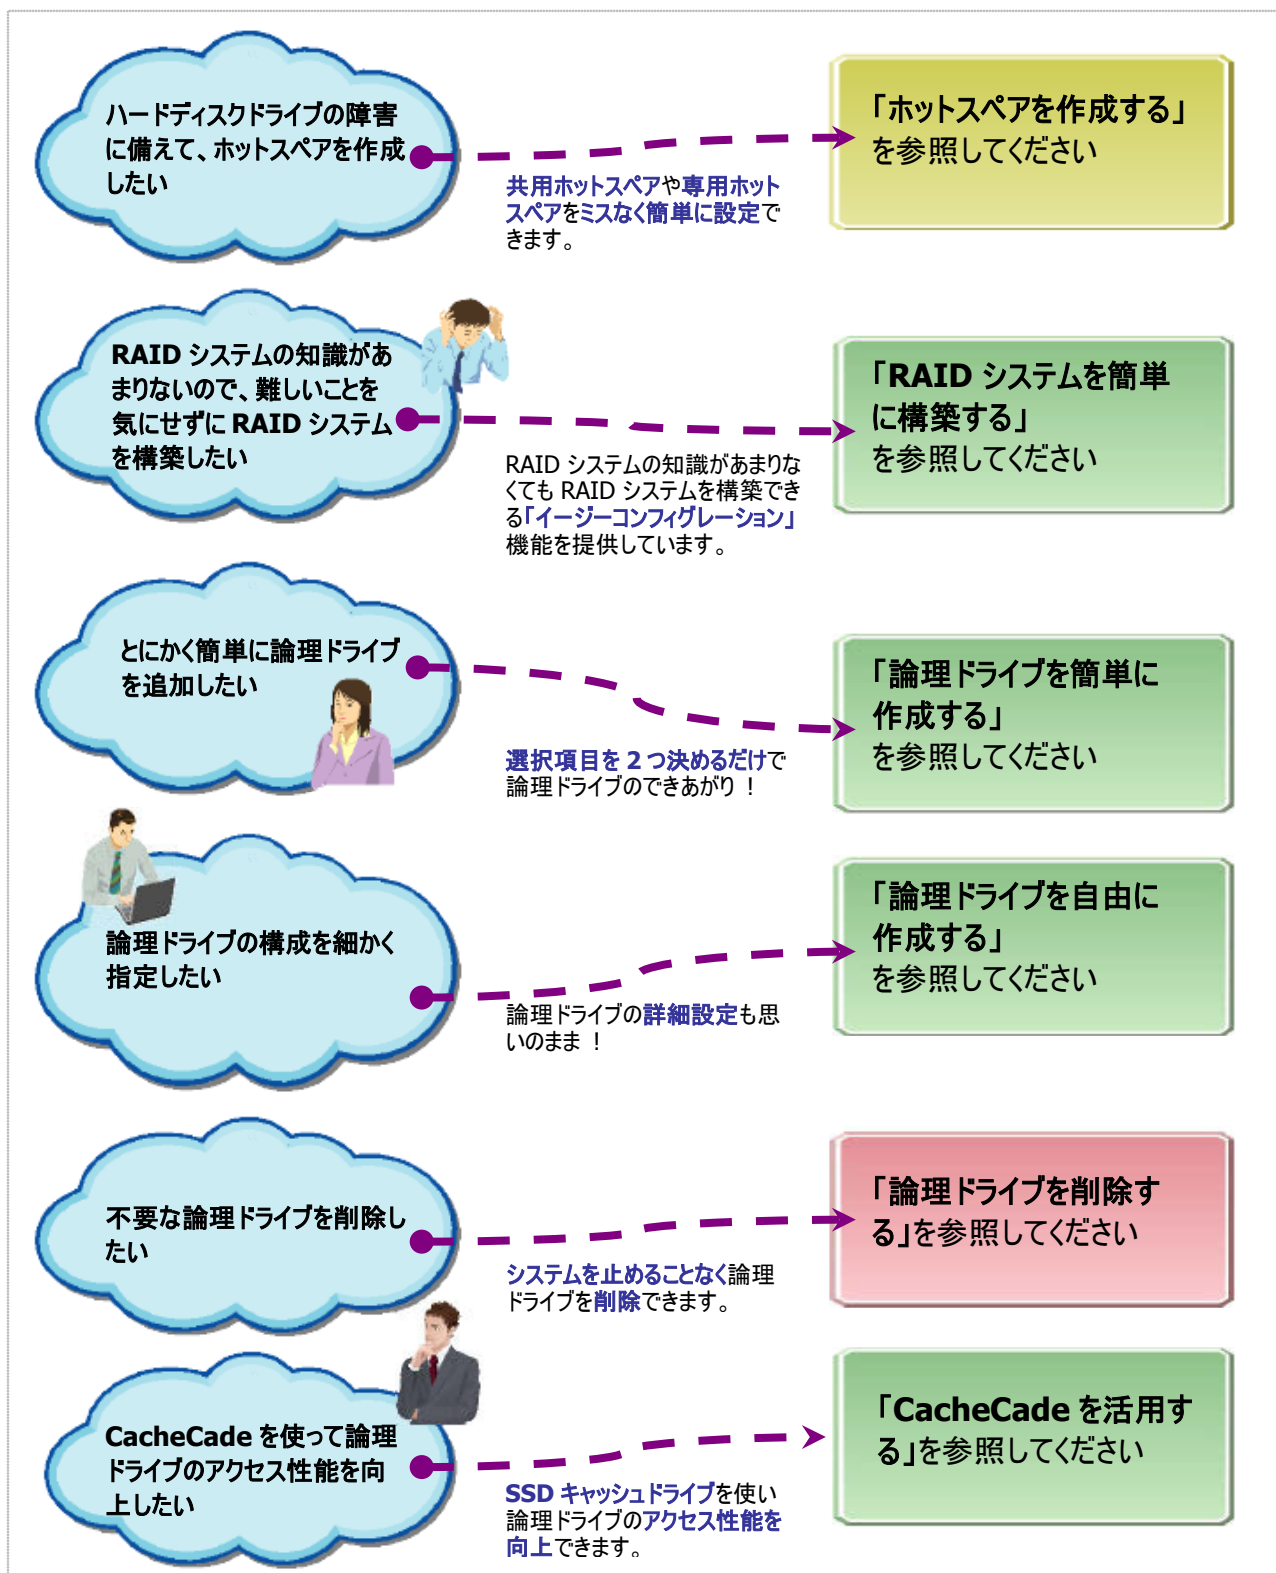 ハードディスクドライブの障害
に備えて、ホットスペアを作成
したい
共用ホットスペアや専用ホット
スペアをミスなく簡単に設定で
きます。
「ホットスペアを作成する」
を参照してください
RAID システムの知識があ
まりないので、難しいことを
気にせずに RAID システム
を構築したい
RAID システムの知識があまりな
くても RAID システムを構築でき
る「イージーコンフィグレーション」
機能を提供しています。
「RAID システムを簡単
に構築する」
を参照してください
とにかく簡単に論理ドライブ
を追加したい
選択項目を 2 つ決めるだけで
論理ドライブのできあがり！
「論理ドライブを簡単に
作成する」
を参照してください
論理ドライブの構成を細かく
指定したい
論理ドライブの詳細設定も思
いのまま！
「論理ドライブを自由に
作成する」
を参照してください
不要な論理ドライブを削除し
たい
システムを止めることなく論理
ドライブを削除できます。
「論理ドライブを削除す
る」を参照してください
CacheCade を使って論理
ドライブのアクセス性能を向
上したい
SSD キャッシュドライブを使い
論理ドライブのアクセス性能を
向上できます。
「CacheCade を活用す
る」を参照してください